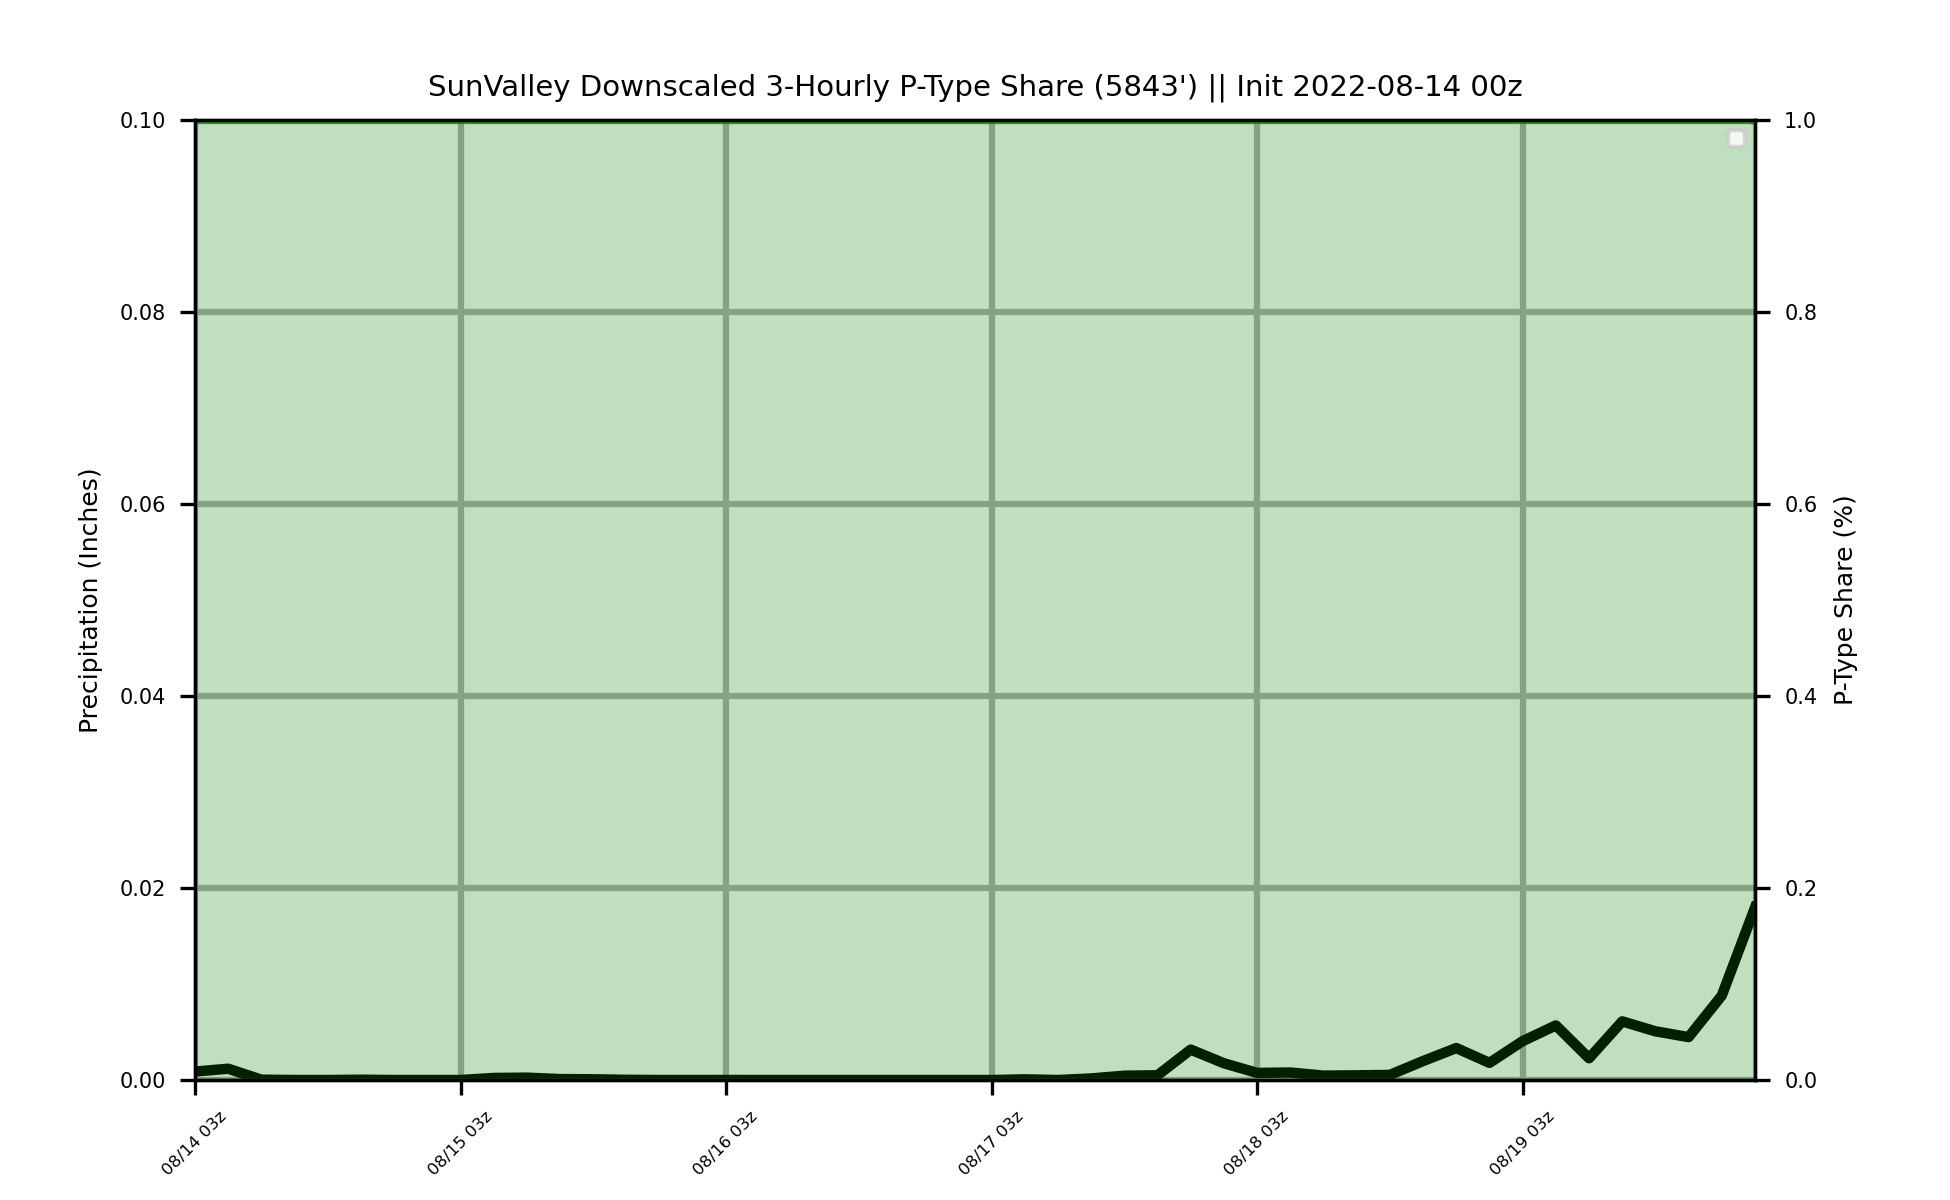 SunValley Downscaled 3-Hourly P-Type Share (5843') || Init 2022-08-14 00z
0.10
0.08
0.06
0.04
0.02
0.00
Precipitation (Inches)
1.0
0.8
0.6
0.4
0.2
0.0
P-Type Share (%)
08/14 03z
08/15 03z
08/16 03z
08/17 03z
08/18 03z
08/19 03z